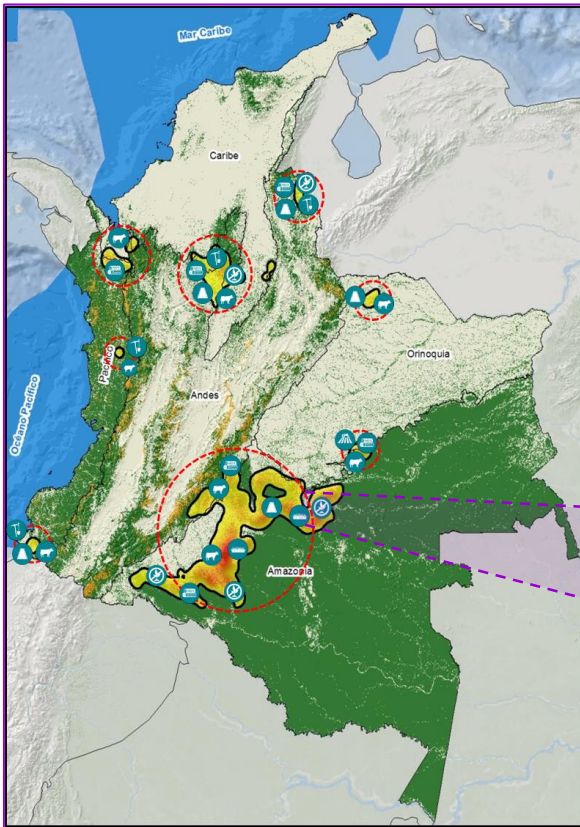 Mar Caribe
Caribe
Pacífico
Orinoquia
Andes
Océano Pacífico
Amazonia